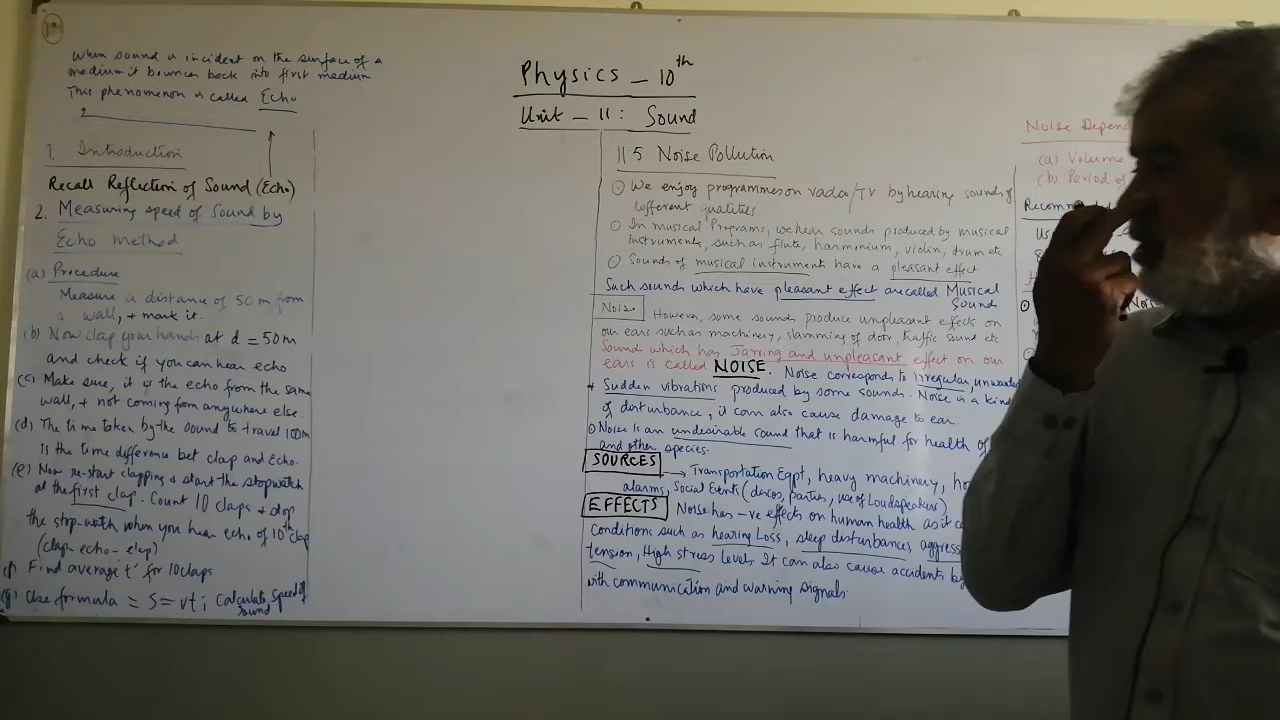 When sound is incident on the surface of a
medium it bounces back into first medium
This phenomenon is called Echo
1. Introduction
Recall Reflection of Sound (Echo)
2. Measuring speed of Sound by
Echo Method
(a) Procedure
Measure a distance of 50 m from
a wall, + mark it.
(b) Now clap your hands at d = 50m
and check if you can hear echo
(c) Make sure, it is the echo from the same
wall, + not coming from anywhere else.
(d) The time taken by the sound to travel 100m
is the time difference bet clap and Echo.
(e) Now re-start clapping + start the stopwatch
at the first clap. Count 10 claps + stop
the stop-watch when you hear echo of 10th clap
(clap-echo-clap)
(f) Find average 't' for 10 claps
(g) Use formula = S = vt; Calculate Speed of
sound
Physics - 10th
Unit - 11: Sound
11 5 Noise Pollution
We enjoy programmes on radio/TV by hearing sounds of
different qualities
In musical Programs, we hear sounds produced by musical
instruments, such as flute, harmonium, violin, drum etc
Sounds of musical instruments have a pleasant effect
Such sounds which have pleasant effect are called Musical
Sound
Noise
However, some sounds produce unpleasant effects on
our ears such as machinery, slamming of door, traffic sound etc
Sound which has Jarring and unpleasant effect on our
ears is called NOISE. Noise corresponds to irregular, unwanted
+ Sudden vibrations produced by some sounds. Noise is a kind
of disturbance, it can also cause damage to ear.
Noise is an undesirable sound that is harmful for health of
and other species.
SOURCES → Transportation Eqpt, heavy machinery,
alarms, Social Events (discos, parties, use of Loudspeakers)
EFFECTS Noise has -ve effects on human health as it
Conditions such as hearing Loss, sleep disturbances,
tension, High stress levels It can also cause accidents by
with communication and warning signals.
Noise
(a) Volume
(b) Period of